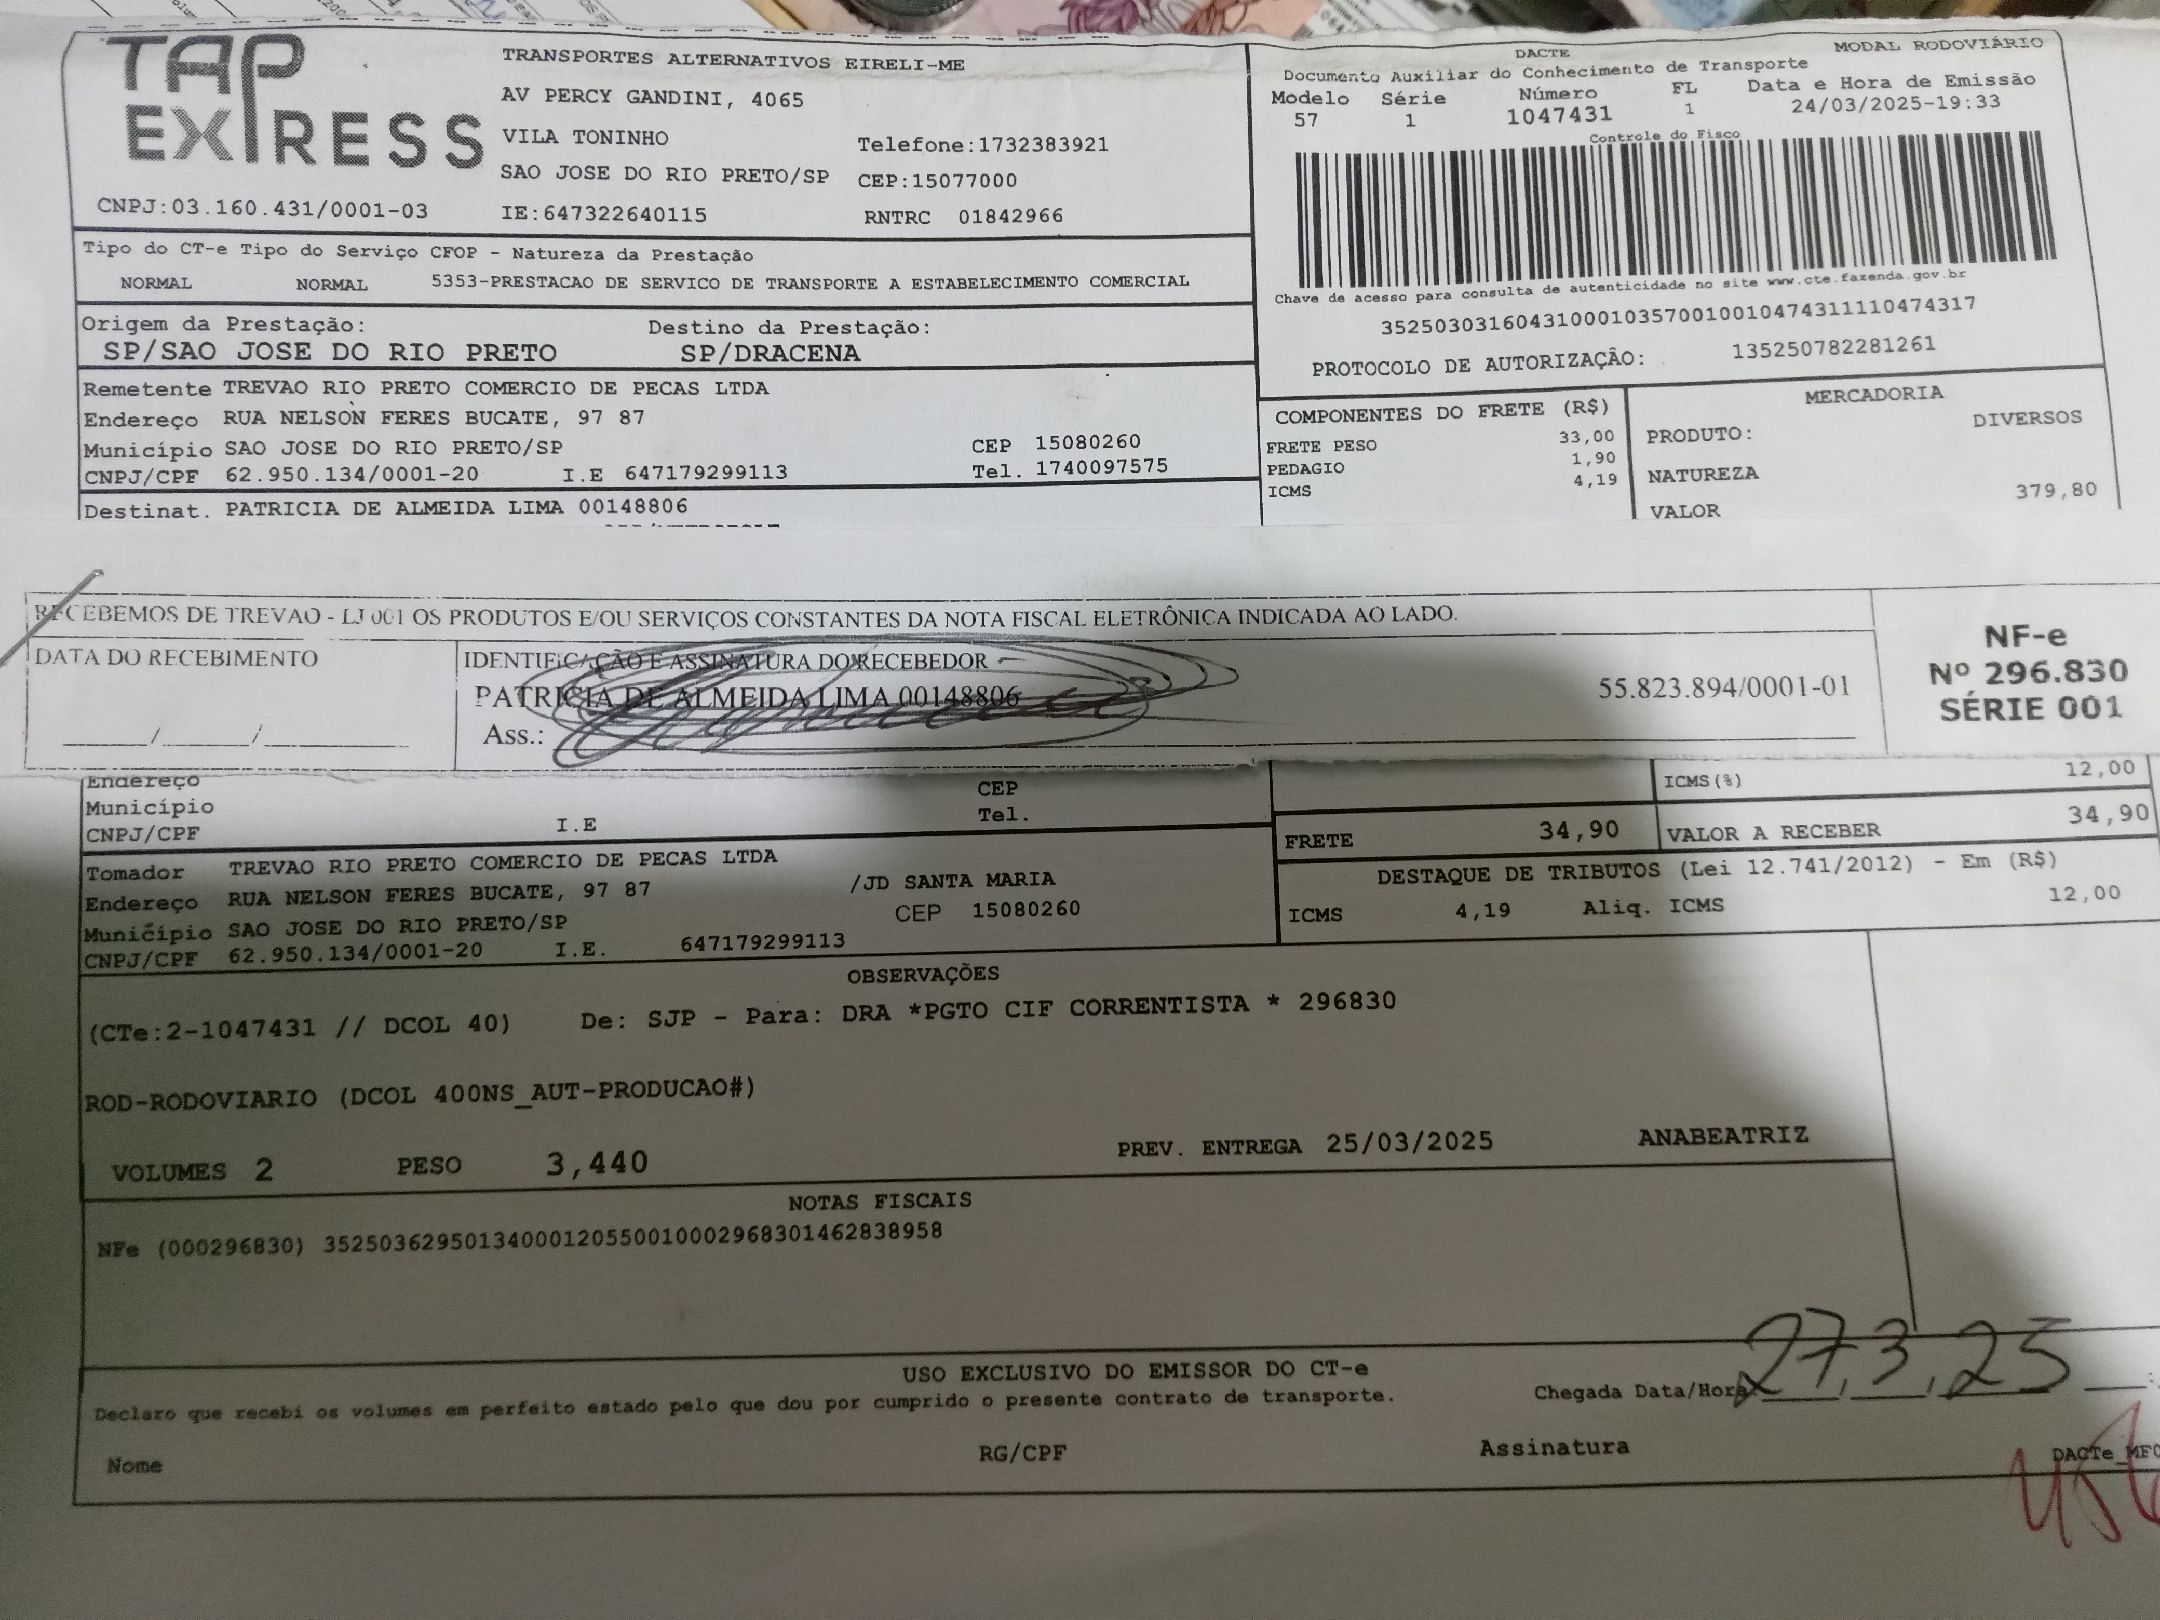 TAP EXPRESS
TRANSPORTES ALTERNATIVOS EIRELI-ME
AV PERCY GANDINI, 4065
VILA TONINHO
Telefone:1732383921
SAO JOSE DO RIO PRETO/SP CEP:15077000
CNPJ:03.160.431/0001-03 IE:647322640115 RNTRC 01842966
DACTE MODAL RODOVIÁRIO
Documento Auxiliar do Conhecimento de Transporte
Modelo Série Número FL Data e Hora de Emissão
57 1 1047431 1 24/03/2025-19:33
Controle do Fisco
Chave de acesso para consulta de autenticidade no site www.cte.fazenda.gov.br
35250303160431000103570010010474311110474317
PROTOCOLO DE AUTORIZAÇÃO: 135250782281261
Tipo do CT-e Tipo do Serviço CFOP - Natureza da Prestação
NORMAL NORMAL 5353-PRESTACAO DE SERVICO DE TRANSPORTE A ESTABELECIMENTO COMERCIAL
Origem da Prestação: Destino da Prestação:
SP/SAO JOSE DO RIO PRETO SP/DRACENA
Remetente TREVAO RIO PRETO COMERCIO DE PECAS LTDA
Endereço RUA NELSON FERES BUCATE, 97 87
Município SAO JOSE DO RIO PRETO/SP CEP 15080260
CNPJ/CPF 62.950.134/0001-20 I.E 647179299113 Tel. 1740097575
Destinat. PATRICIA DE ALMEIDA LIMA 00148806
COMPONENTES DO FRETE (R$)
FRETE PESO 33,00
PEDAGIO 1,90
ICMS 4,19
MERCADORIA
PRODUTO: DIVERSOS
NATUREZA
VALOR 379,80
RECEBEMOS DE TREVAO - LJ 001 OS PRODUTOS E/OU SERVIÇOS CONSTANTES DA NOTA FISCAL ELETRÔNICA INDICADA AO LADO.
DATA DO RECEBIMENTO
___/___/___
IDENTIFICAÇÃO E ASSINATURA DO RECEBEDOR
PATRICIA DE ALMEIDA LIMA 00148806 55.823.894/0001-01
Ass.:
NF-e
Nº 296.830
SÉRIE 001
Endereço CEP
Município Tel.
CNPJ/CPF I.E
ICMS(%) 12,00
FRETE 34,90 VALOR A RECEBER 34,90
Tomador TREVAO RIO PRETO COMERCIO DE PECAS LTDA
Endereço RUA NELSON FERES BUCATE, 97 87 /JD SANTA MARIA
Município SAO JOSE DO RIO PRETO/SP CEP 15080260
CNPJ/CPF 62.950.134/0001-20 I.E. 647179299113
DESTAQUE DE TRIBUTOS (Lei 12.741/2012) - Em (R$)
ICMS 4,19 Aliq. ICMS 12,00
OBSERVAÇÕES
(CTe:2-1047431 // DCOL 40) De: SJP - Para: DRA *PGTO CIF CORRENTISTA * 296830
ROD-RODOVIARIO (DCOL 400NS_AUT-PRODUCAO#)
VOLUMES 2 PESO 3,440 PREV. ENTREGA 25/03/2025 ANABEATRIZ
NOTAS FISCAIS
NFe (000296830) 35250362950134000120550010002968301462838958
USO EXCLUSIVO DO EMISSOR DO CT-e
Declaro que recebi os volumes em perfeito estado pelo que dou por cumprido o presente contrato de transporte.
Chegada Data/Hora 27,3,25
Nome RG/CPF Assinatura
DACTe_MFC